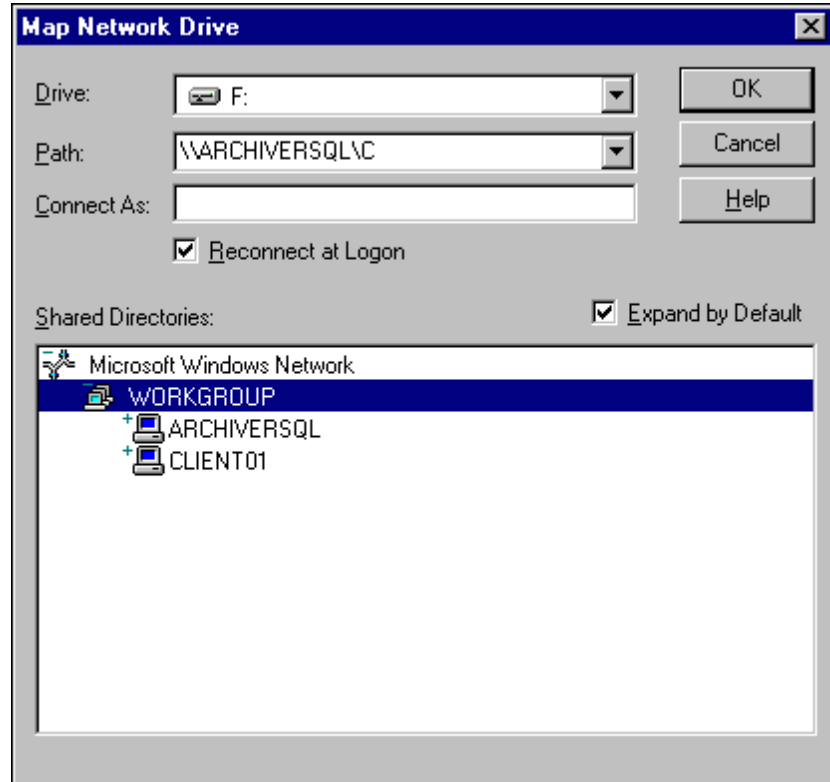 Map Network Drive
Drive: F: OK
Path: \\ARCHIVERSQL\C Cancel
Connect As: Help
Reconnect at Logon
Shared Directories: Expand by Default
Microsoft Windows Network
WORKGROUP
ARCHIVERSQL
CLIENT01